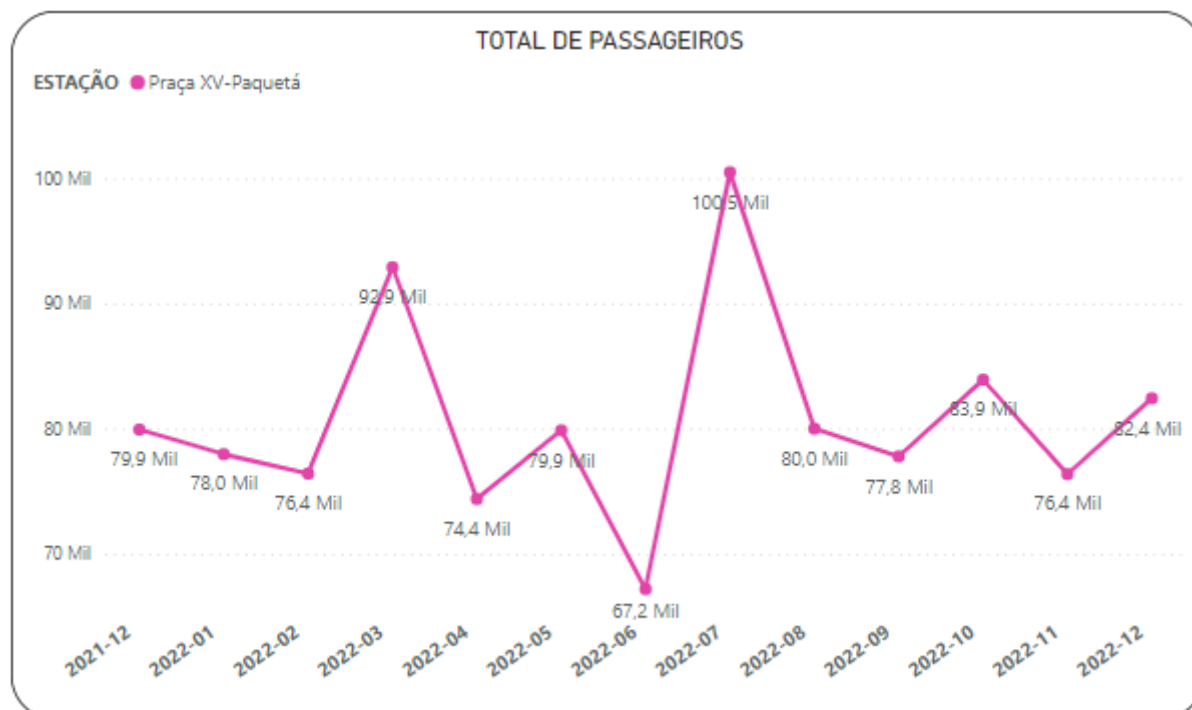 TOTAL DE PASSAGEIROS
ESTAÇÃO Praça XV-Paquetá
100 Mil
90 Mil
80 Mil
70 Mil
79,9 Mil
78,0 Mil
76,4 Mil
92,9 Mil
74,4 Mil
79,9 Mil
67,2 Mil
100,5 Mil
80,0 Mil
77,8 Mil
83,9 Mil
76,4 Mil
82,4 Mil
2021-12
2022-01
2022-02
2022-03
2022-04
2022-05
2022-06
2022-07
2022-08
2022-09
2022-10
2022-11
2022-12